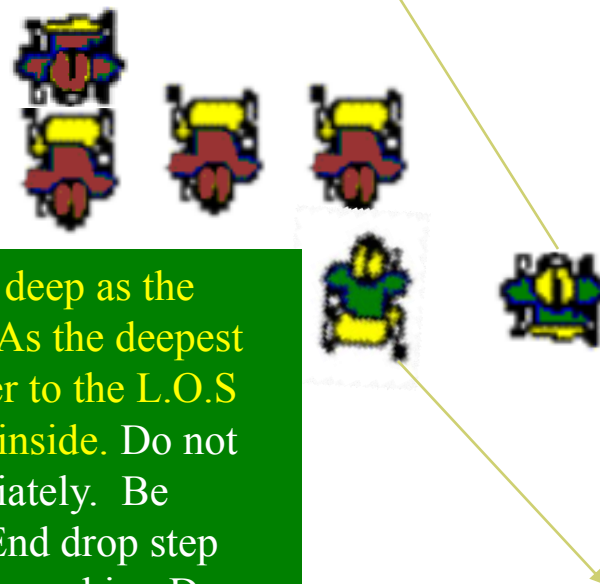 deep as the
As the deepest
er to the L.O.S
inside. Do not
iately. Be
End drop step